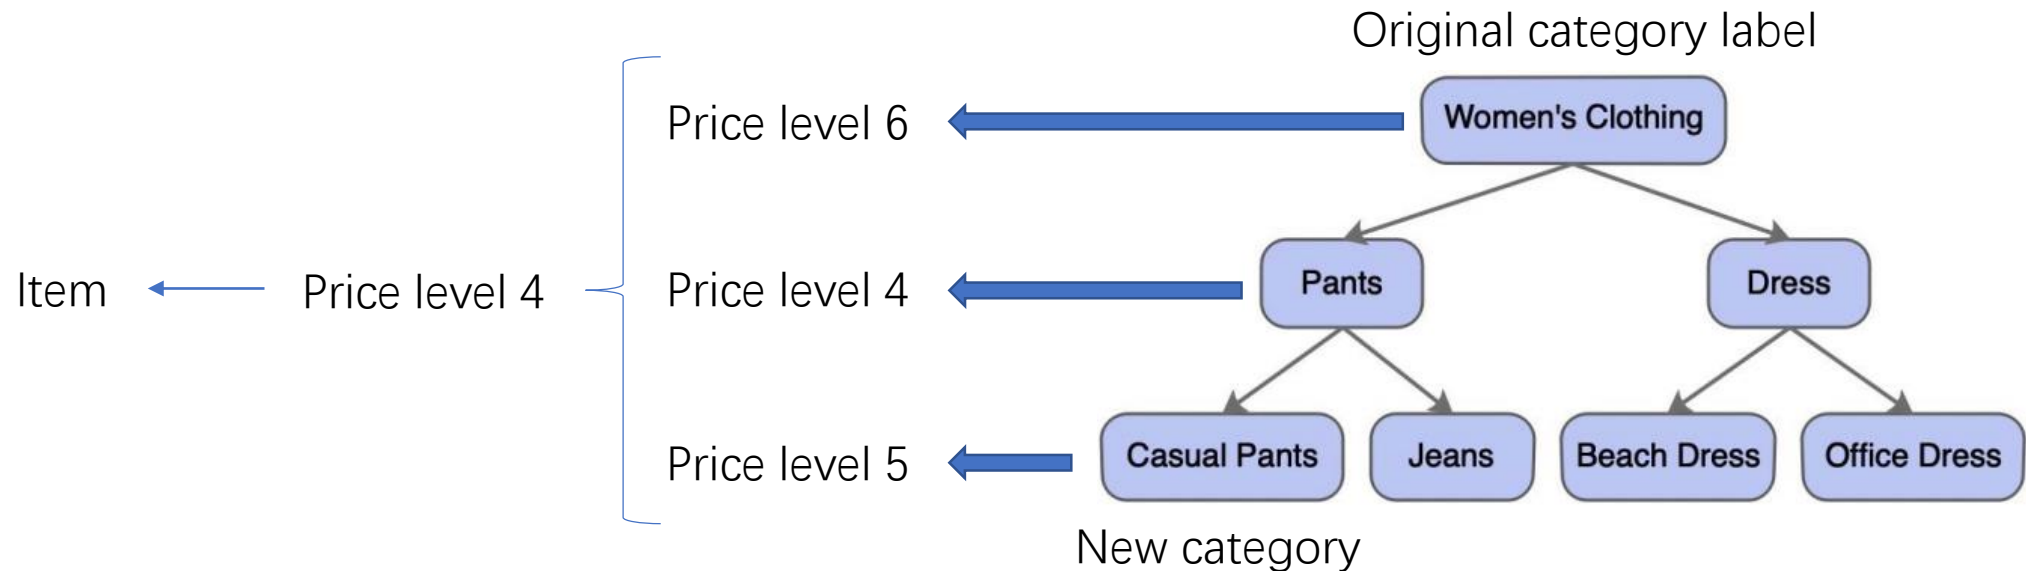 Original category label
Women's Clothing
Price level 6
Item
Price level 4
Price level 4
Pants
Dress
Price level 5
Casual Pants
Jeans
Beach Dress
Office Dress
New category